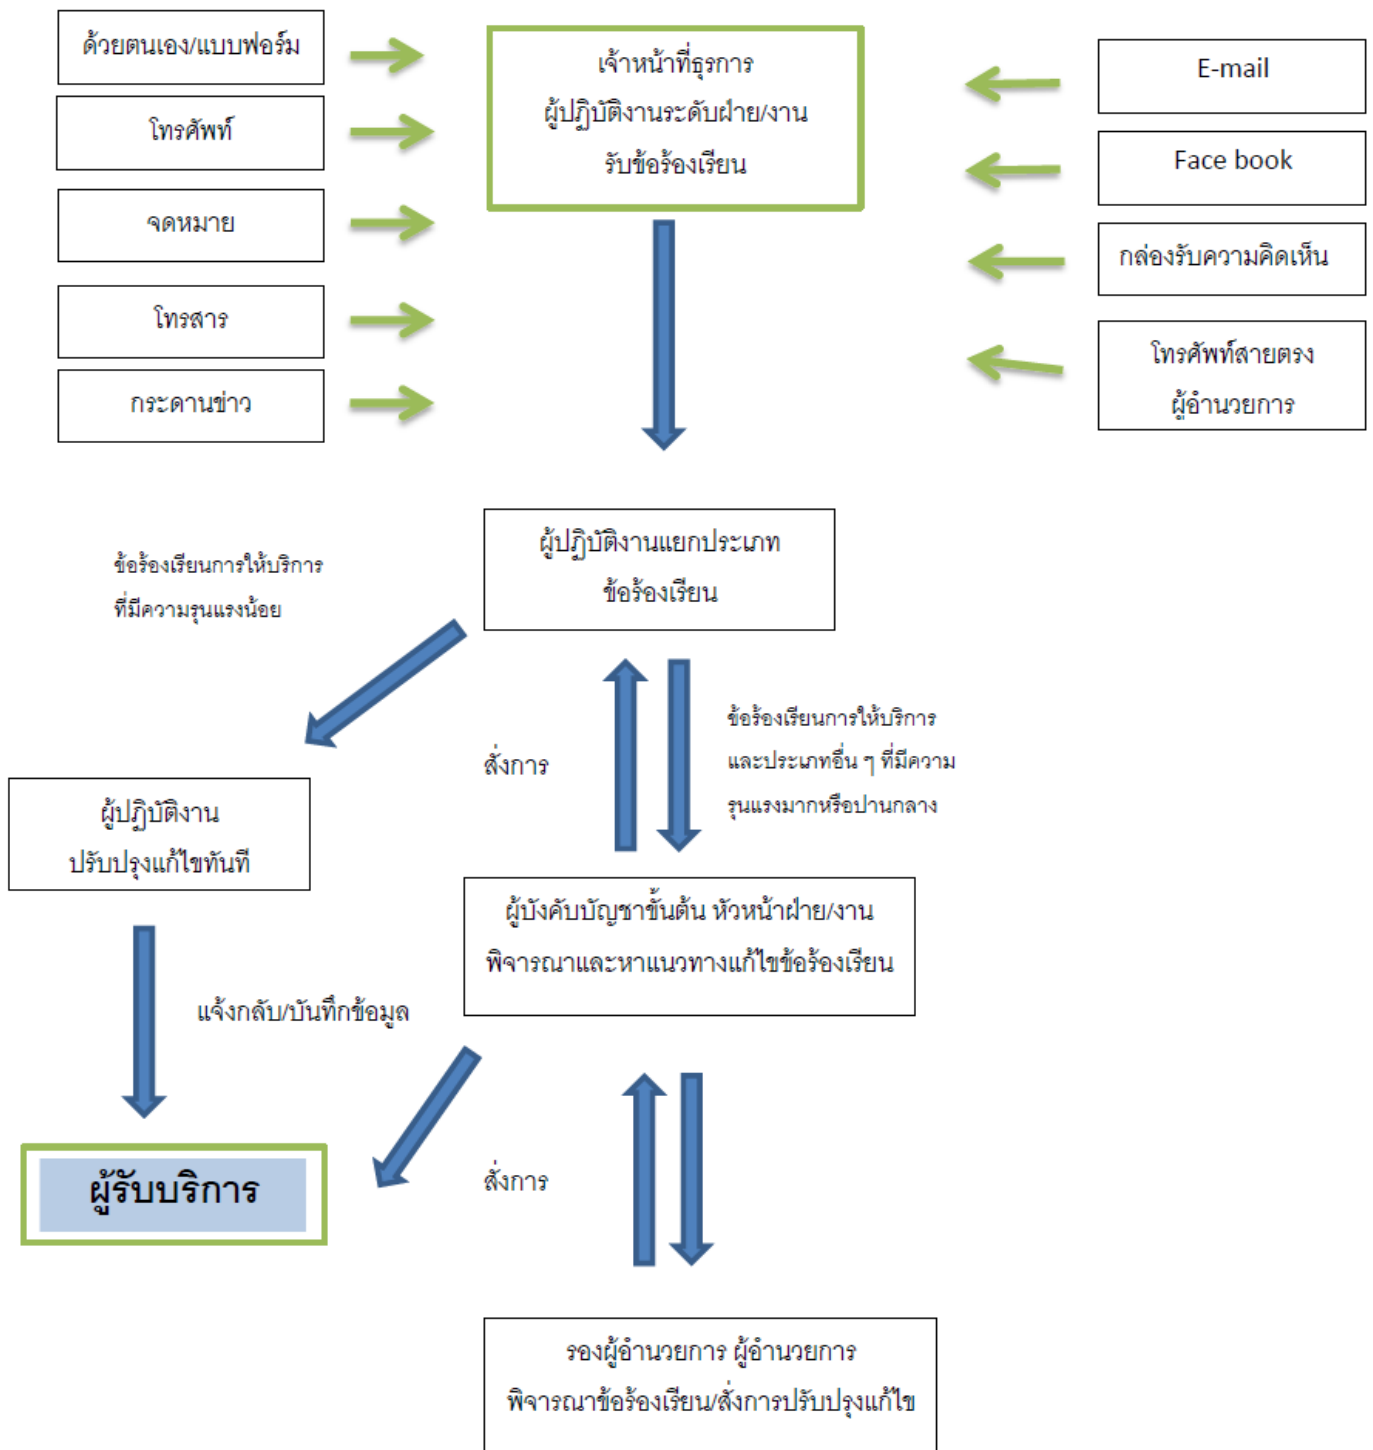 ด้วยตนเอง/แบบฟอร์ม
โทรศัพท์
จดหมาย
โทรสาร
กระดานข่าว
เจ้าหน้าที่ธุรการ
ผู้ปฏิบัติงานระดับฝ่าย/งาน
รับข้อร้องเรียน
E-mail
Face book
กล่องรับความคิดเห็น
โทรศัพท์สายตรง
ผู้อำนวยการ
ผู้ปฏิบัติงานแยกประเภท
ข้อร้องเรียน
ข้อร้องเรียนการให้บริการ
ที่มีความรุนแรงน้อย
สั่งการ
ข้อร้องเรียนการให้บริการ
และประเภทอื่น ๆ ที่มีความ
รุนแรงมากหรือปานกลาง
ผู้ปฏิบัติงาน
ปรับปรุงแก้ไขทันที
ผู้บังคับบัญชาขั้นต้น หัวหน้าฝ่าย/งาน
พิจารณาและหาแนวทางแก้ไขข้อร้องเรียน
แจ้งกลับ/บันทึกข้อมูล
ผู้รับบริการ
สั่งการ
รองผู้อำนวยการ ผู้อำนวยการ
พิจารณาข้อร้องเรียน/สั่งการปรับปรุงแก้ไข